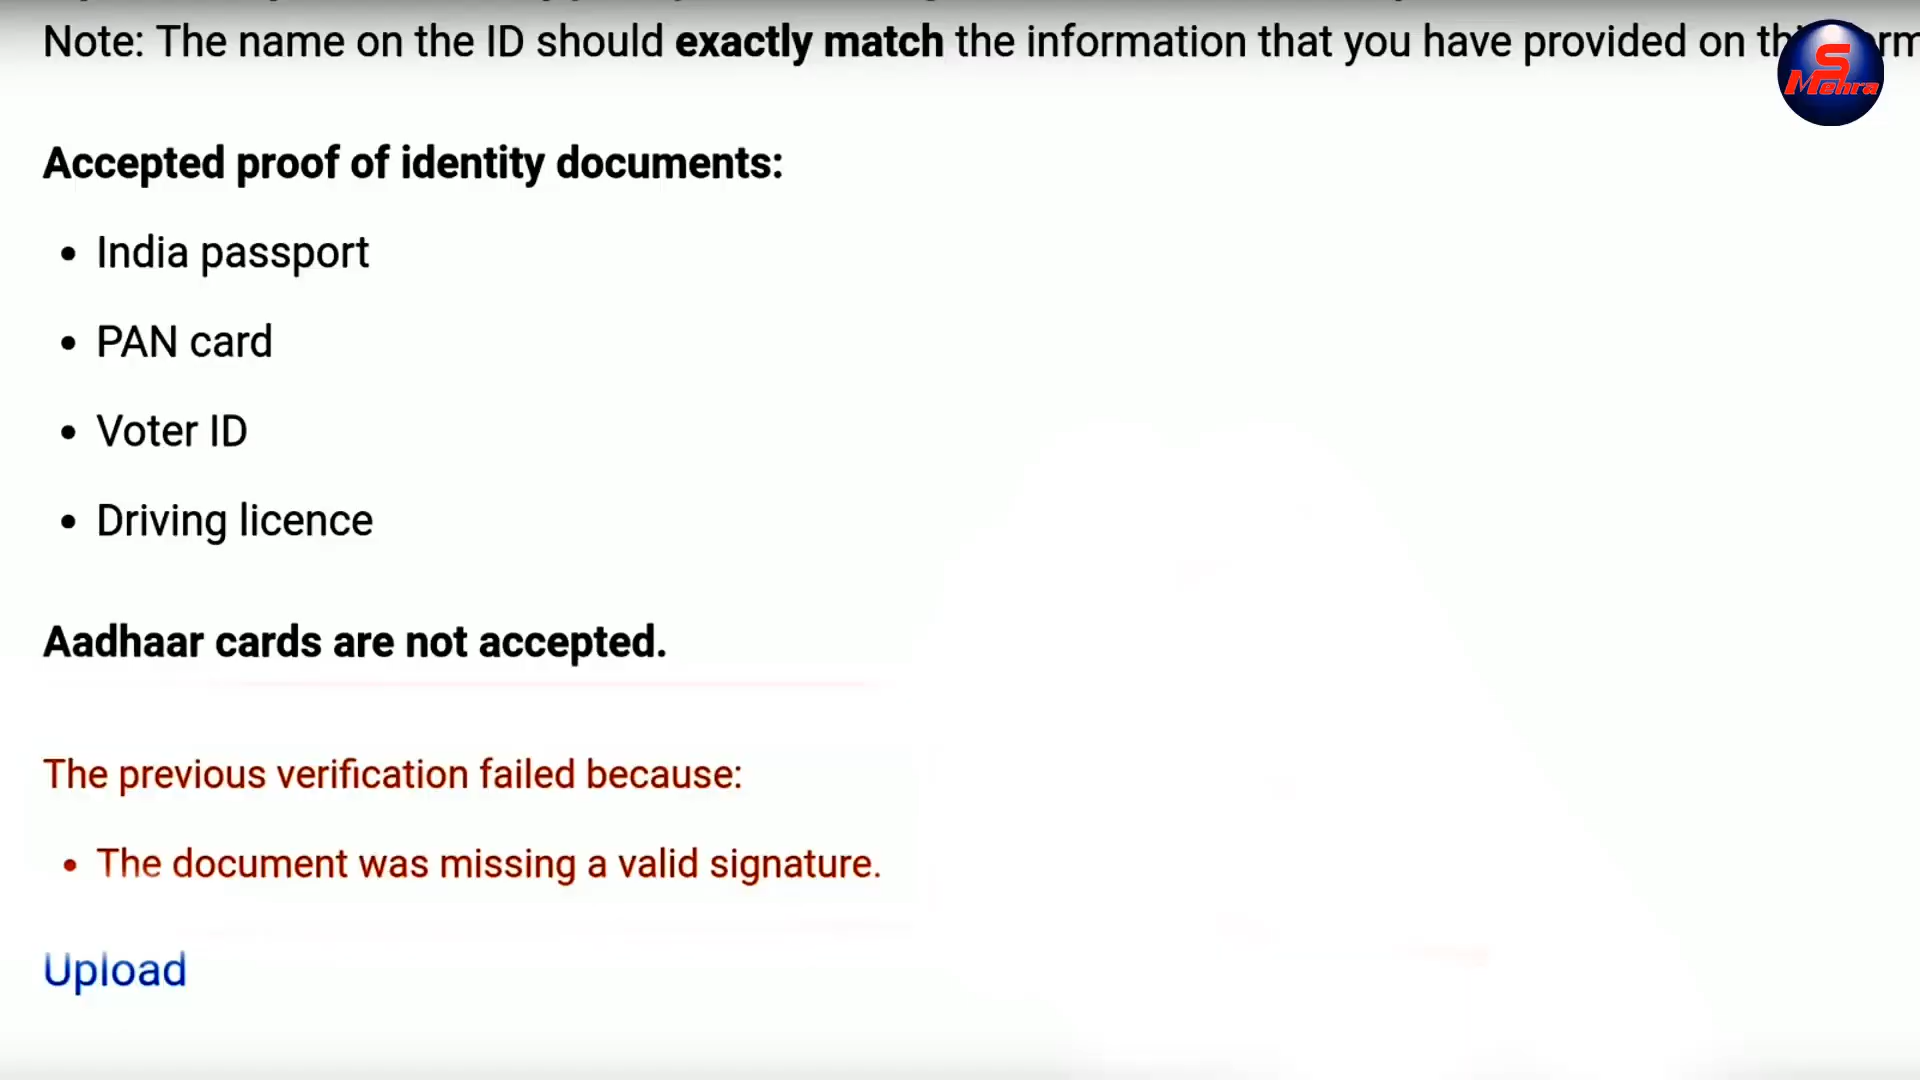 Note: The name on the ID should exactly match the information that you have provided on
S
Mehra
Accepted proof of identity documents:
India passport
PAN card
Voter ID
Driving licence
Aadhaar cards are not accepted.
The previous verification failed because:
The document was missing a valid signature.
Upload